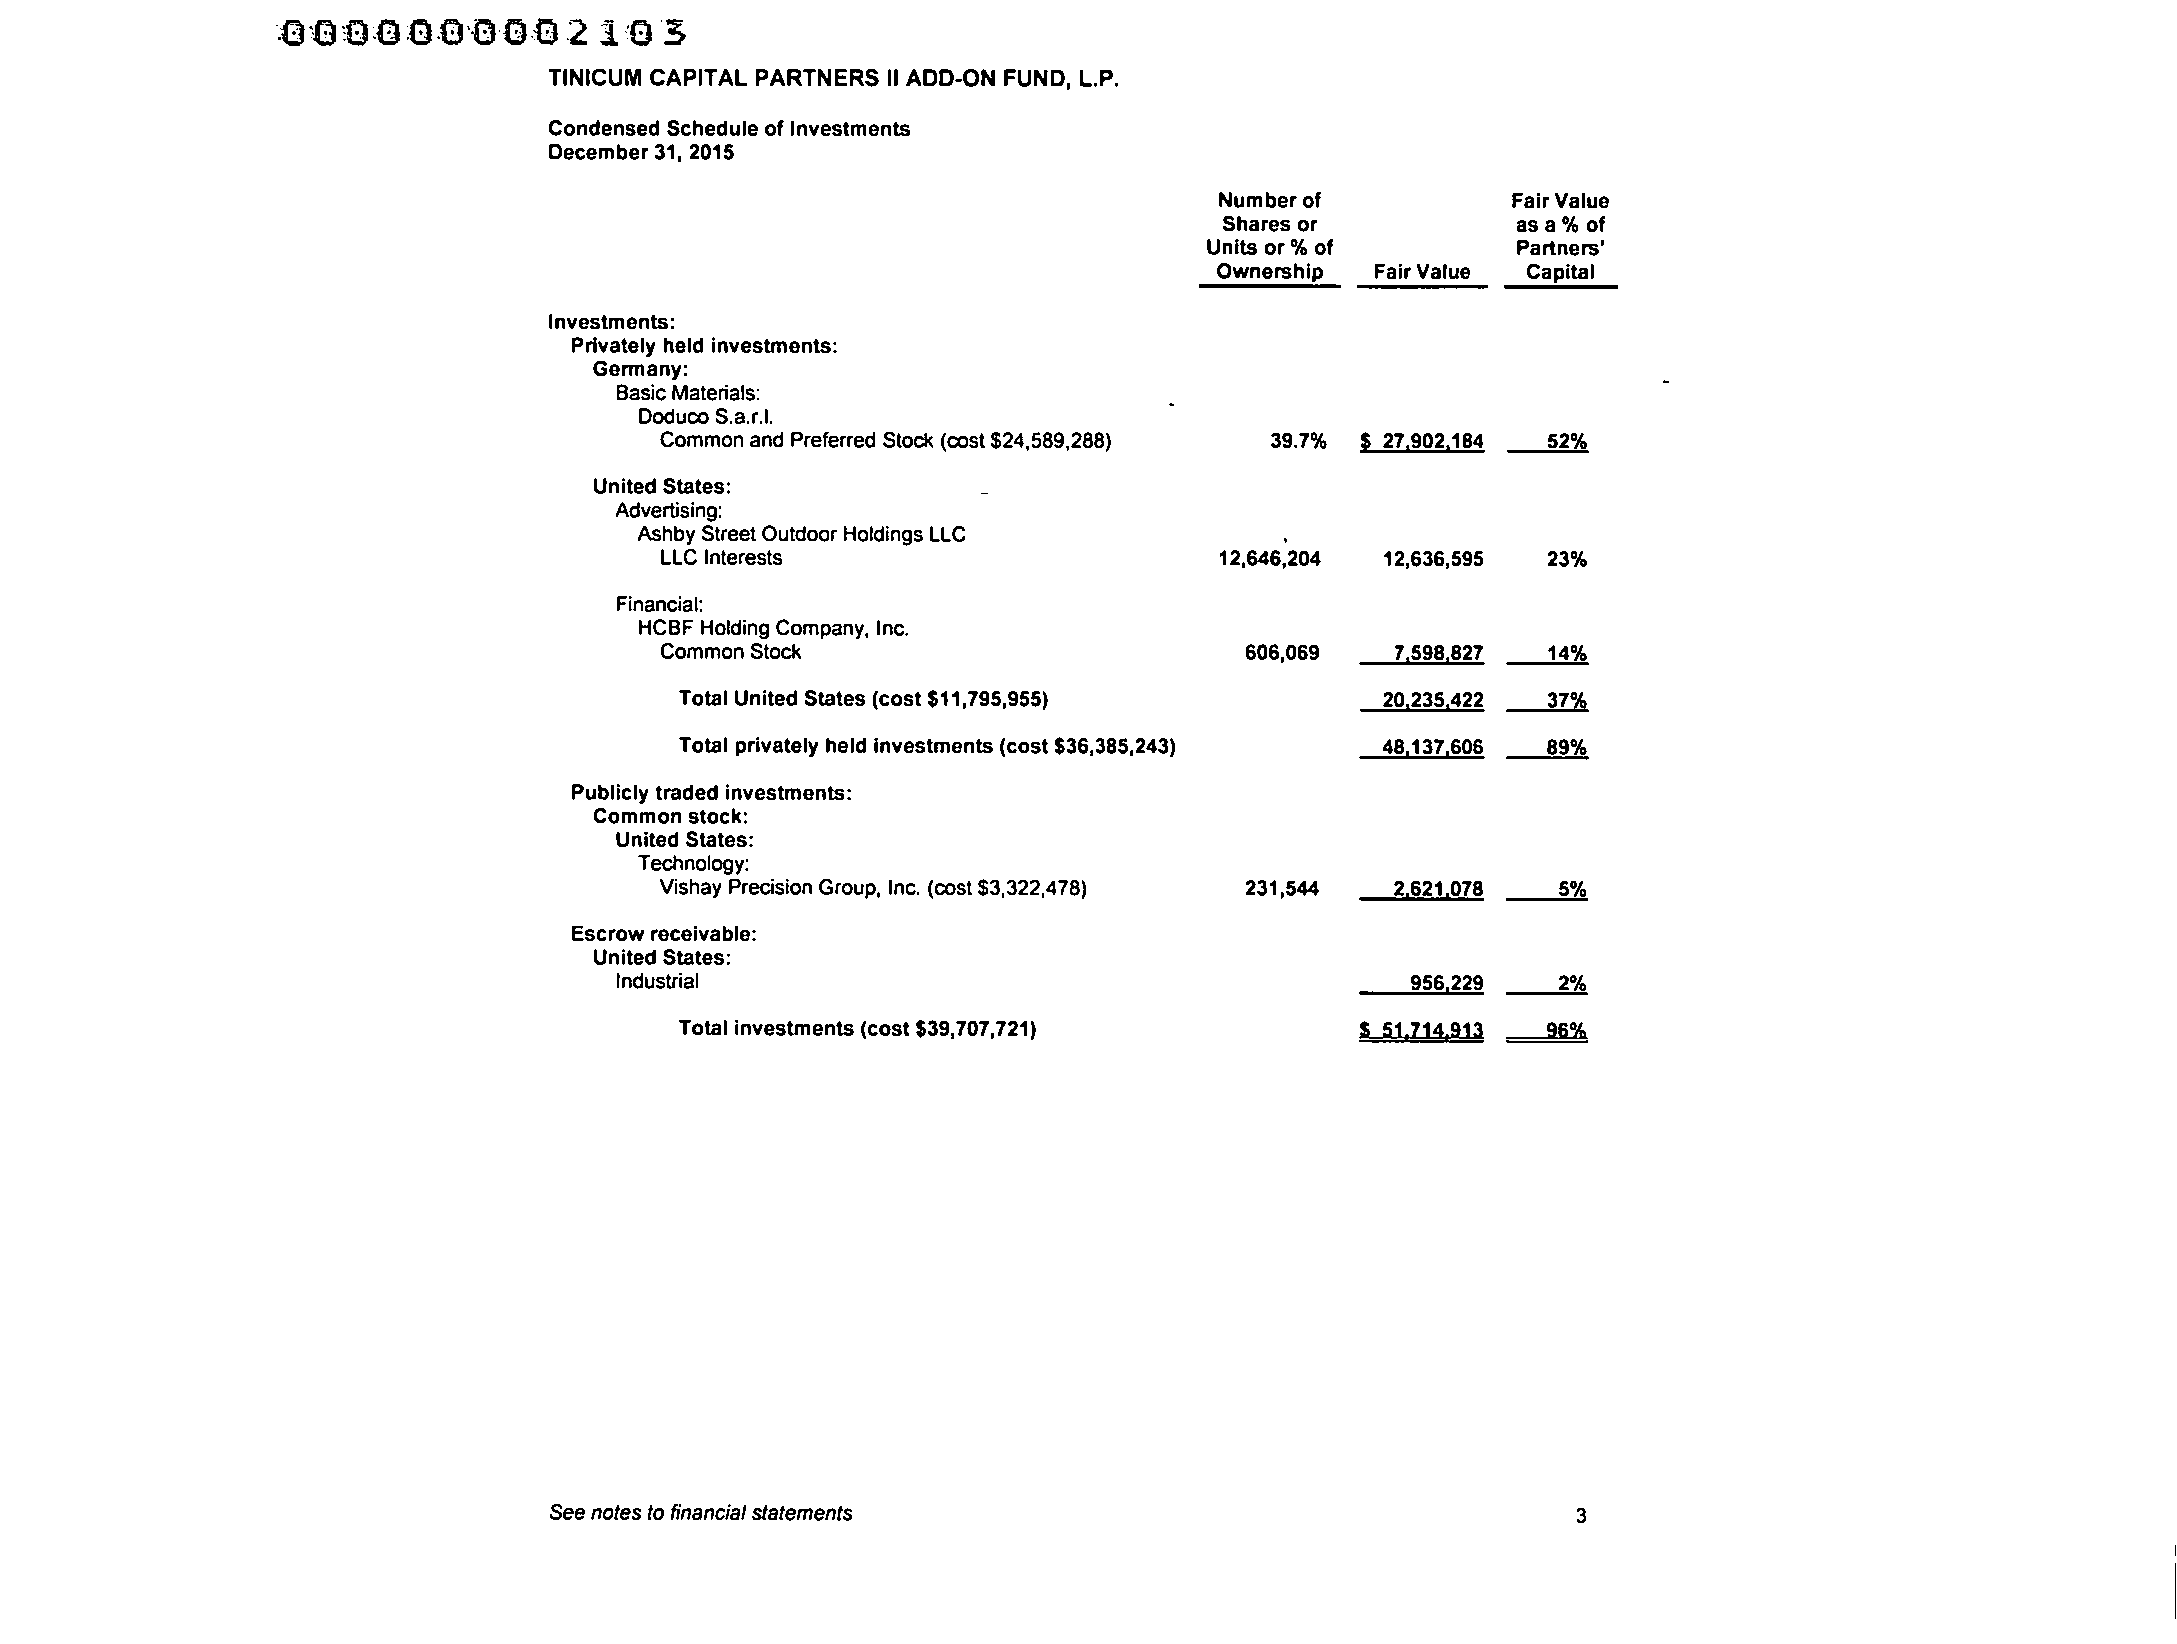 0000000002103
TINICUM CAPITAL PARTNERS II ADD-ON FUND, L.P.
Condensed Schedule of Investments
December 31, 2015
Number of Shares or Units or % of Ownership Fair Value Fair Value as a % of Partners' Capital
Investments:
Privately held investments:
Germany:
Basic Materials:
Doduco S.a.r.l.
Common and Preferred Stock (cost $24,589,288) 39.7% $ 27,902,184 52%
United States:
Advertising:
Ashby Street Outdoor Holdings LLC
LLC Interests 12,646,204 12,636,595 23%
Financial:
HCBF Holding Company, Inc.
Common Stock 606,069 7,598,827 14%
Total United States (cost $11,795,955) 20,235,422 37%
Total privately held investments (cost $36,385,243) 48,137,606 89%
Publicly traded investments:
Common stock:
United States:
Technology:
Vishay Precision Group, Inc. (cost $3,322,478) 231,544 2,621,078 5%
Escrow receivable:
United States:
Industrial 956,229 2%
Total investments (cost $39,707,721) $ 51,714,913 96%
See notes to financial statements 3